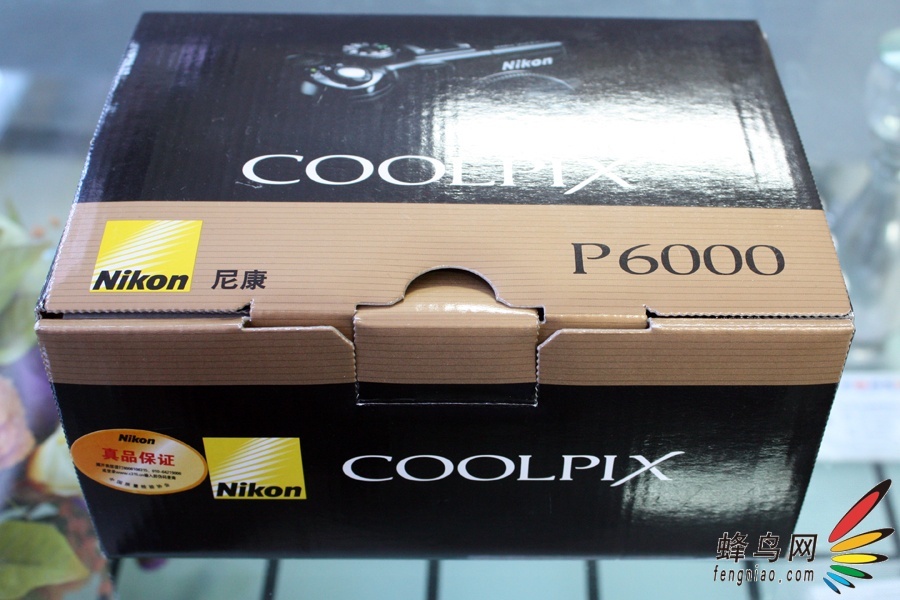 Nikon
COOLPIX
Nikon 尼康
P6000
Nikon
真品保证
Nikon
COOLPIX
蜂鸟网
fengniao.com